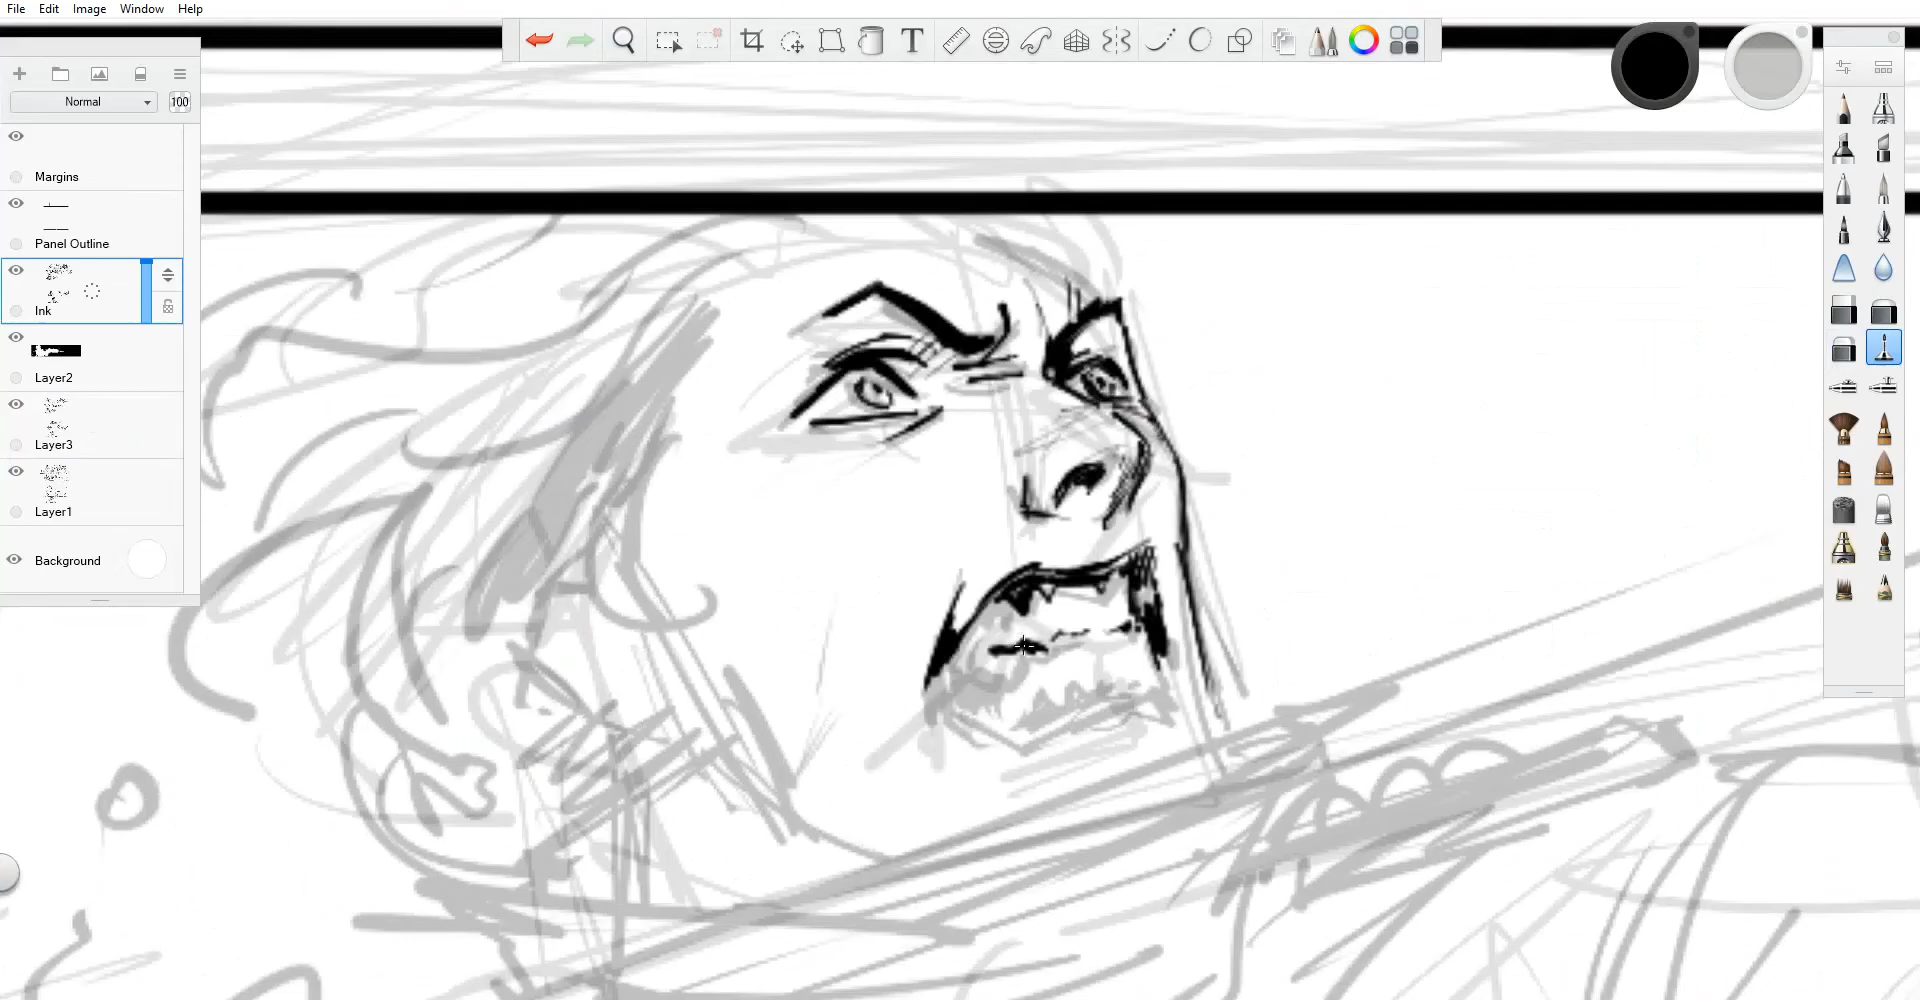 File Edit Image Window Help
Normal 100
Margins
Panel Outline
Ink
Layer2
Layer3
Layer1
Background